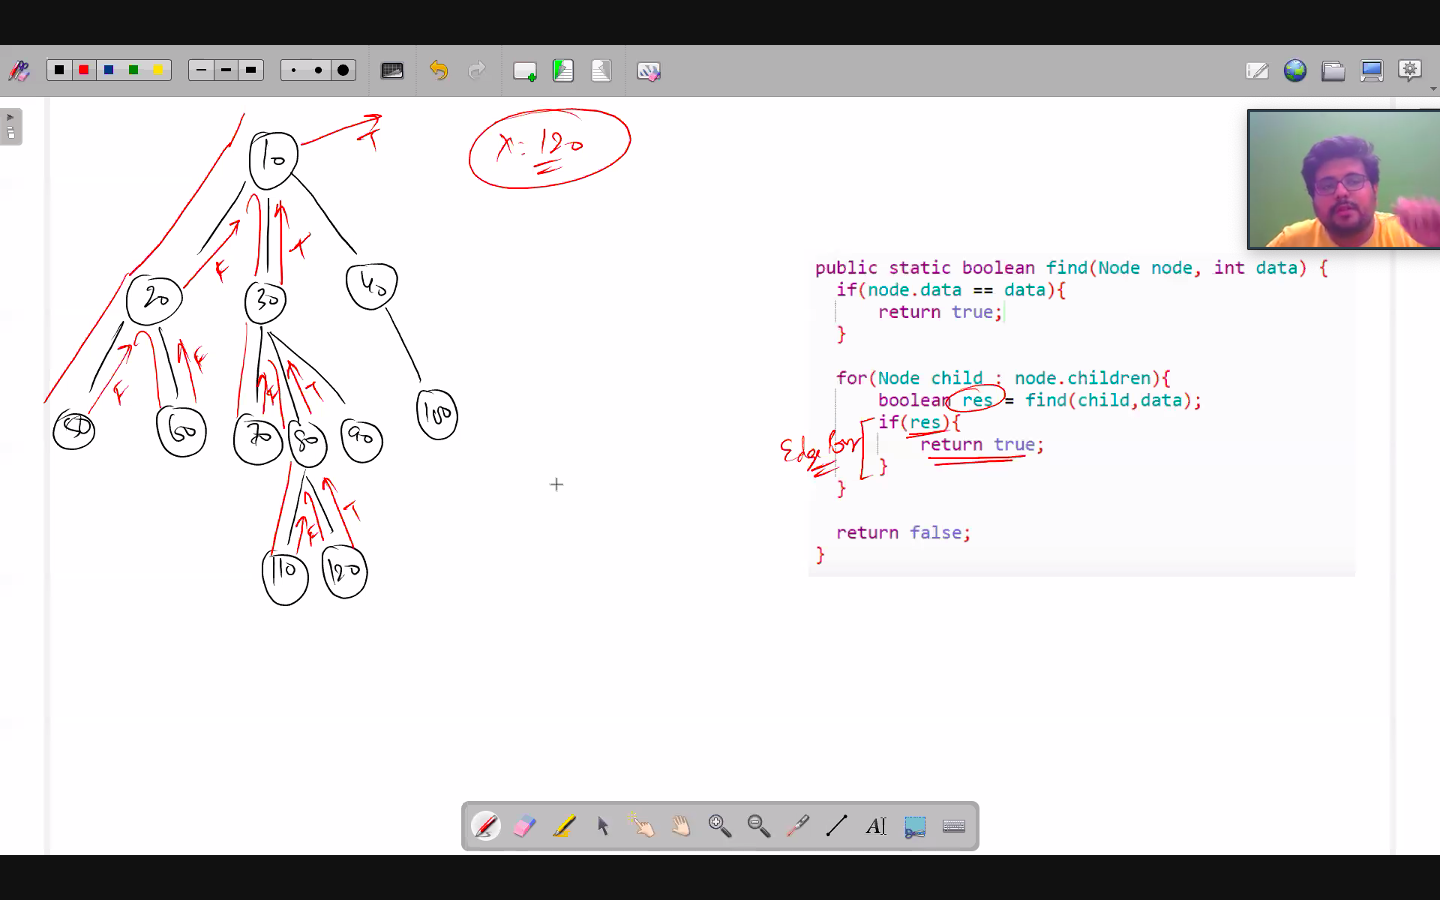 10
T
x = 120
F
T
20
30
40
F
F
F
T
50
60
70
80
90
100
F
T
110
120
public static boolean find(Node node, int data) {
if(node.data == data){
return true;
}
for(Node child : node.children){
boolean res = find(child,data);
if(res){
return true;
}
}
return false;
}
Edge